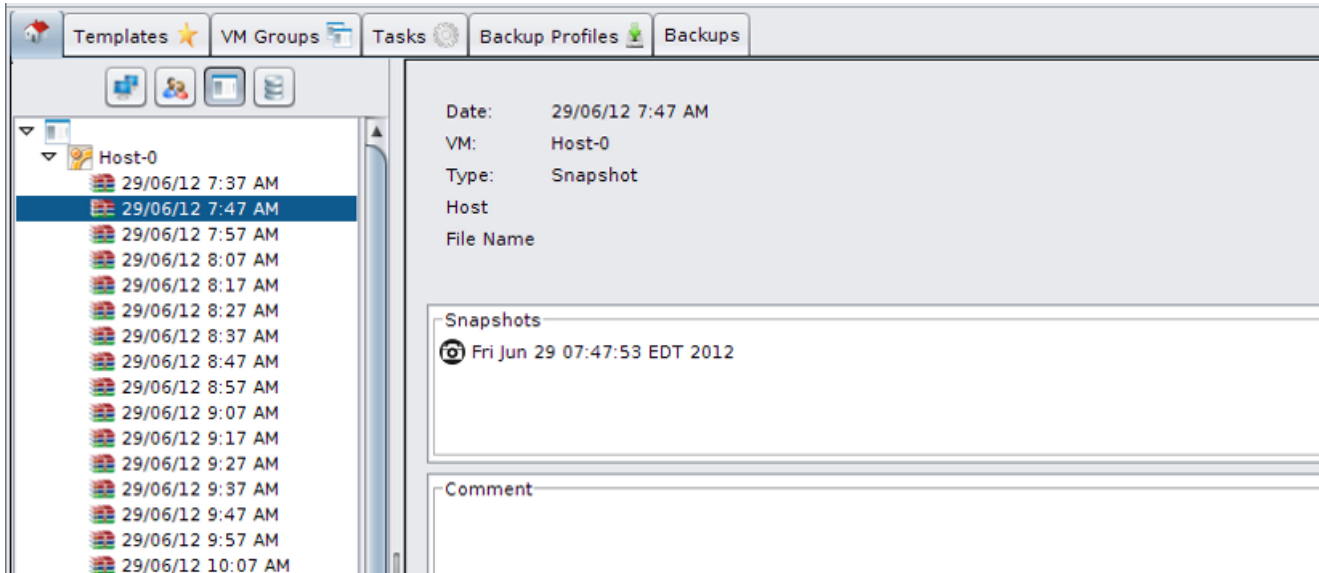 Templates VM Groups Tasks Backup Profiles Backups
Host-0
29/06/12 7:37 AM
29/06/12 7:47 AM
29/06/12 7:57 AM
29/06/12 8:07 AM
29/06/12 8:17 AM
29/06/12 8:27 AM
29/06/12 8:37 AM
29/06/12 8:47 AM
29/06/12 8:57 AM
29/06/12 9:07 AM
29/06/12 9:17 AM
29/06/12 9:27 AM
29/06/12 9:37 AM
29/06/12 9:47 AM
29/06/12 9:57 AM
29/06/12 10:07 AM
Date: 29/06/12 7:47 AM
VM: Host-0
Type: Snapshot
Host
File Name
Snapshots
Fri Jun 29 07:47:53 EDT 2012
Comment